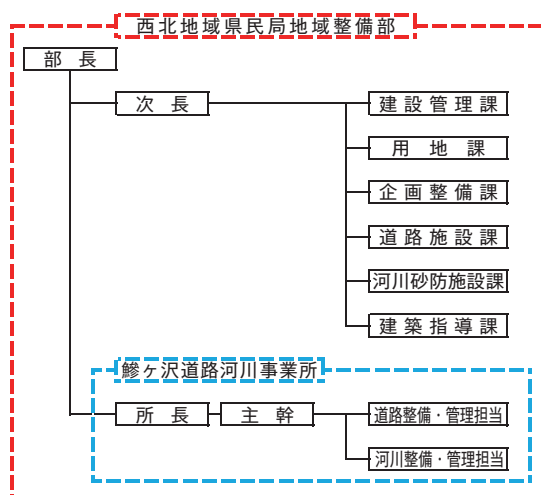 西北地域県民局地域整備部
部長
次長
建設管理課
用地課
企画整備課
道路施設課
河川砂防施設課
建築指導課
鰺ヶ沢道路河川事業所
所長
主幹
道路整備・管理担当
河川整備・管理担当